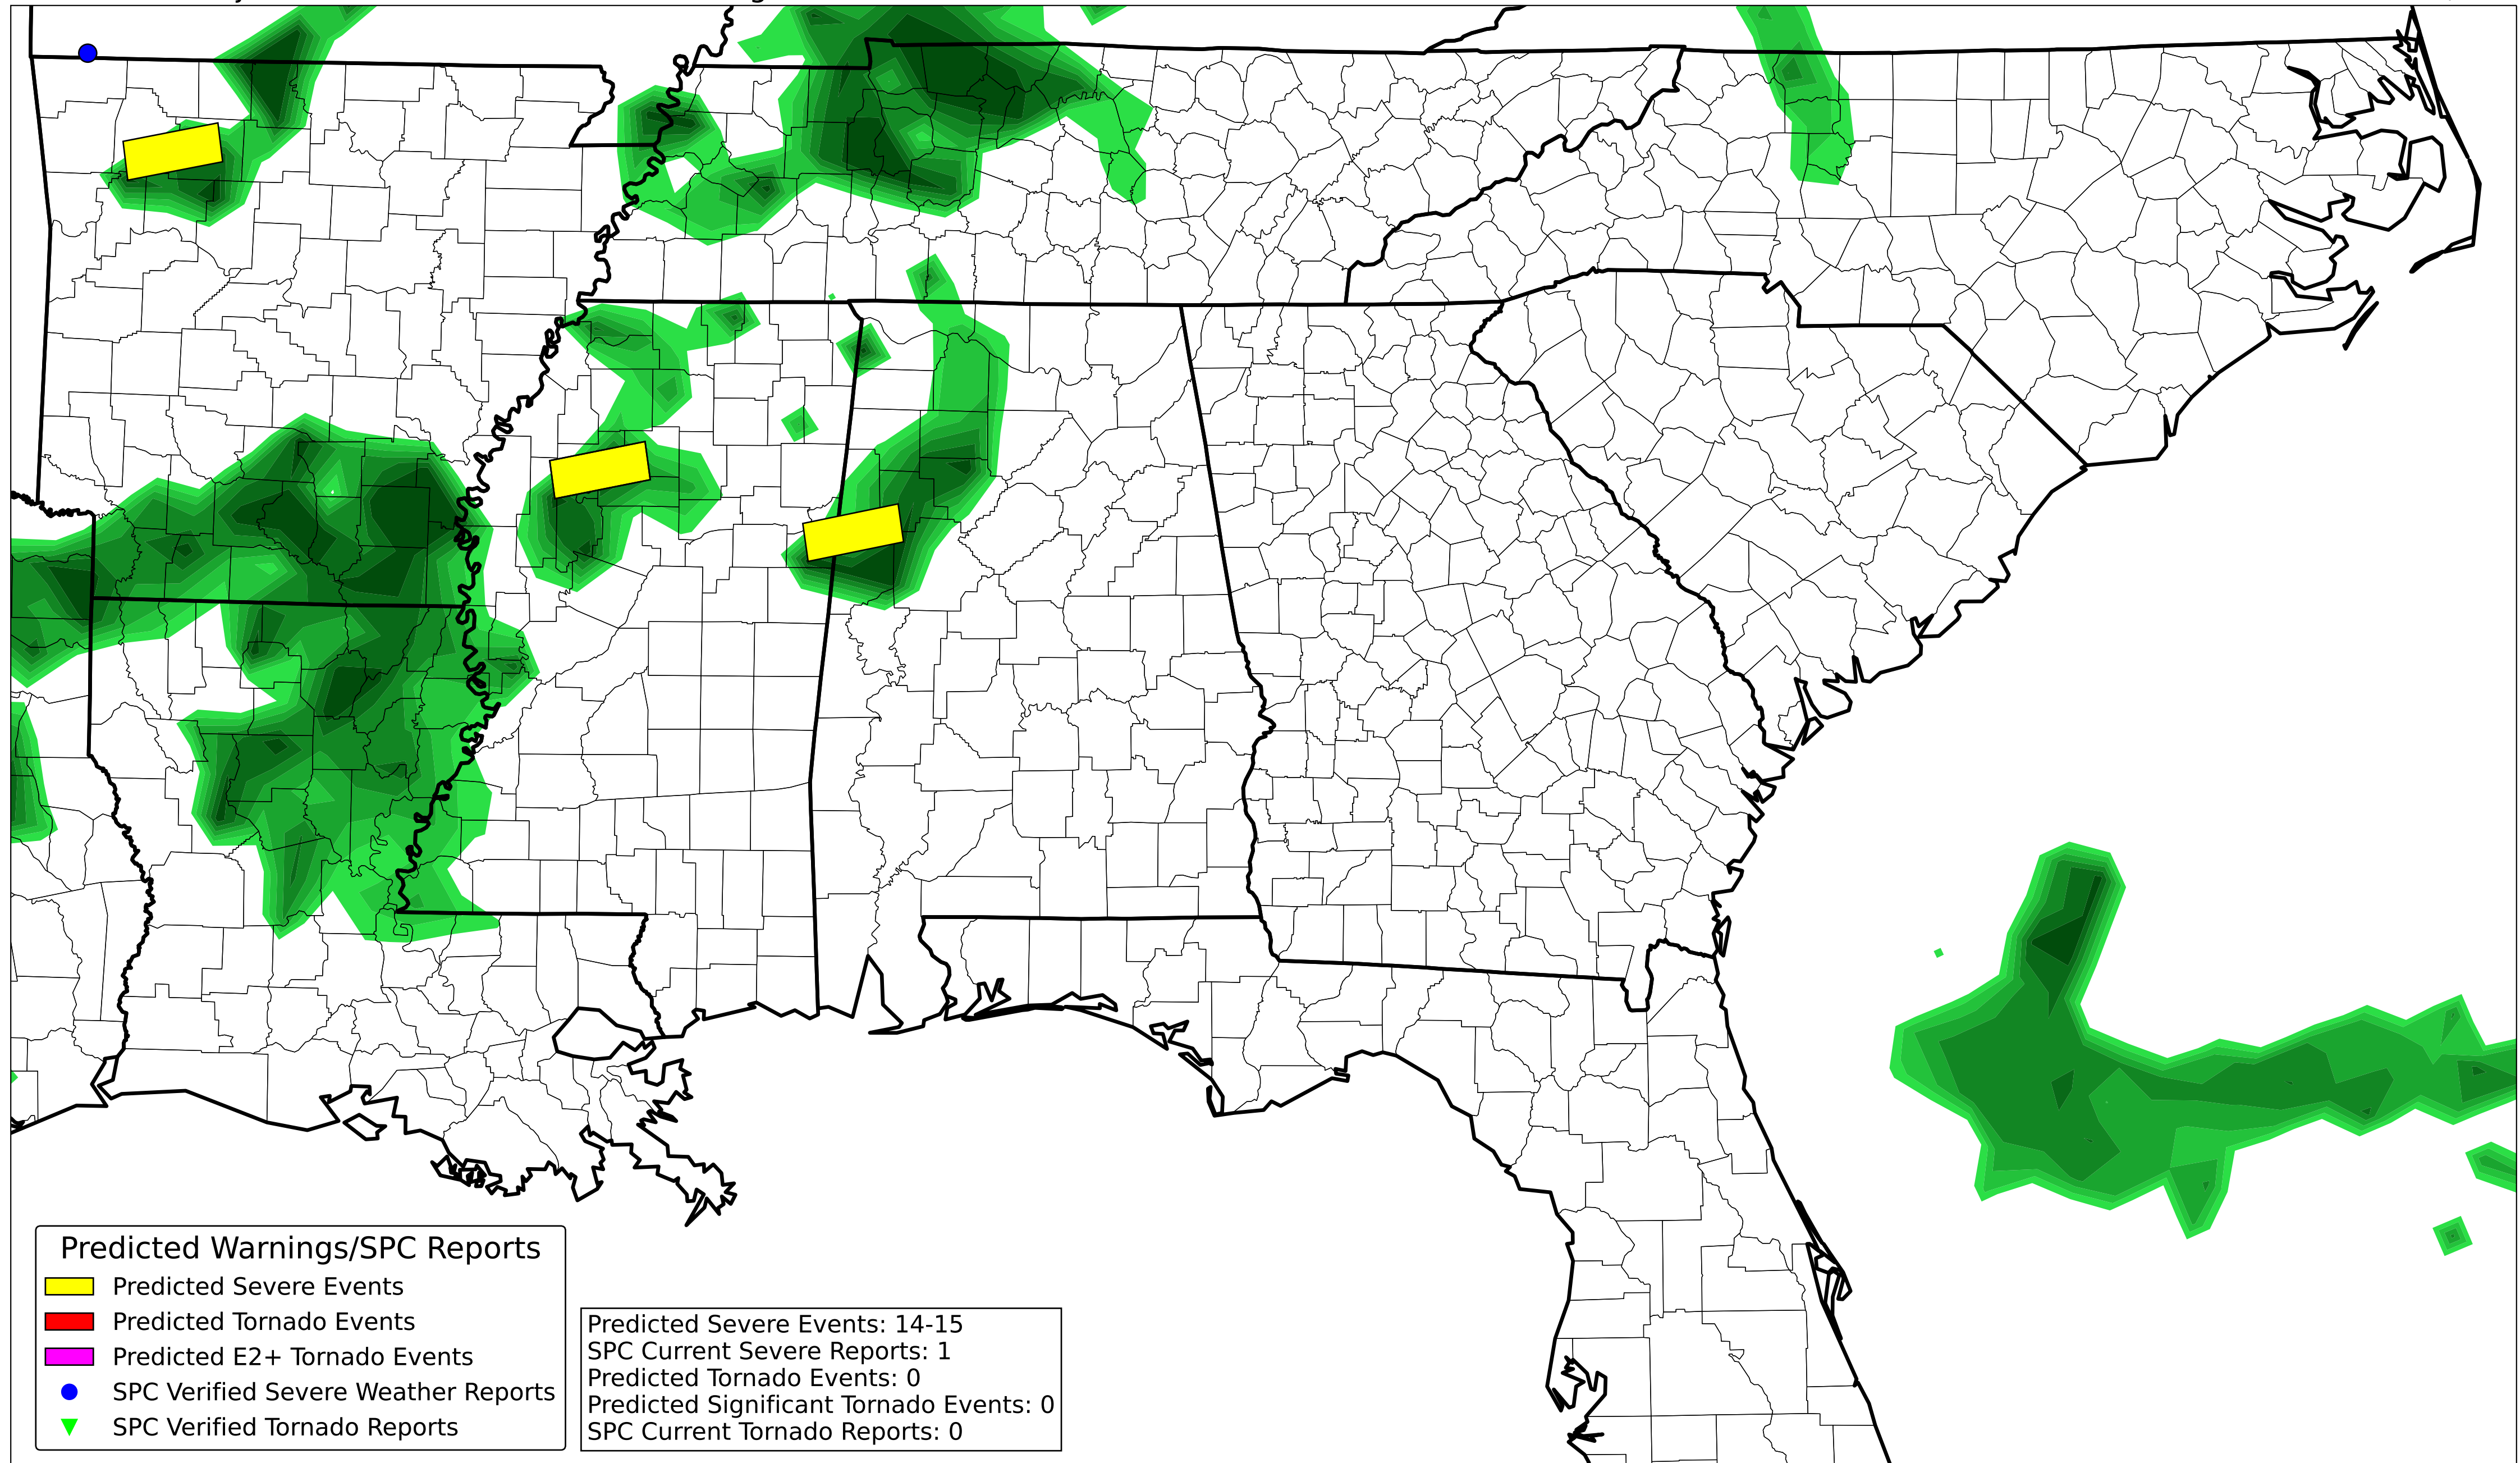 Predicted Warnings/SPC Reports
Predicted Severe Events
Predicted Tornado Events
Predicted E2+ Tornado Events
SPC Verified Severe Weather Reports
SPC Verified Tornado Reports
Predicted Severe Events: 14-15
SPC Current Severe Reports: 1
Predicted Tornado Events: 0
Predicted Significant Tornado Events: 0
SPC Current Tornado Reports: 0